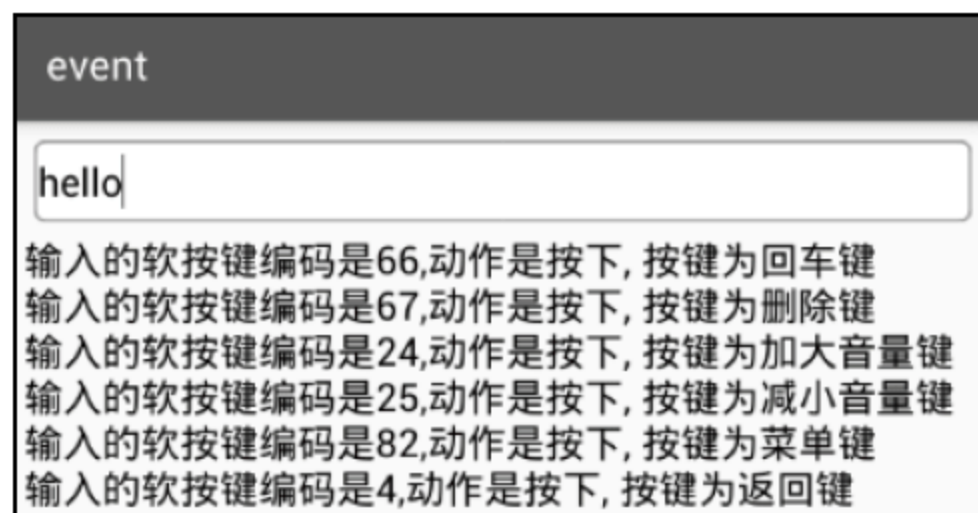 event
hello
输入的软按键编码是66,动作是按下, 按键为回车键
输入的软按键编码是67,动作是按下, 按键为删除键
输入的软按键编码是24,动作是按下, 按键为加大音量键
输入的软按键编码是25,动作是按下, 按键为减小音量键
输入的软按键编码是82,动作是按下, 按键为菜单键
输入的软按键编码是4,动作是按下, 按键为返回键